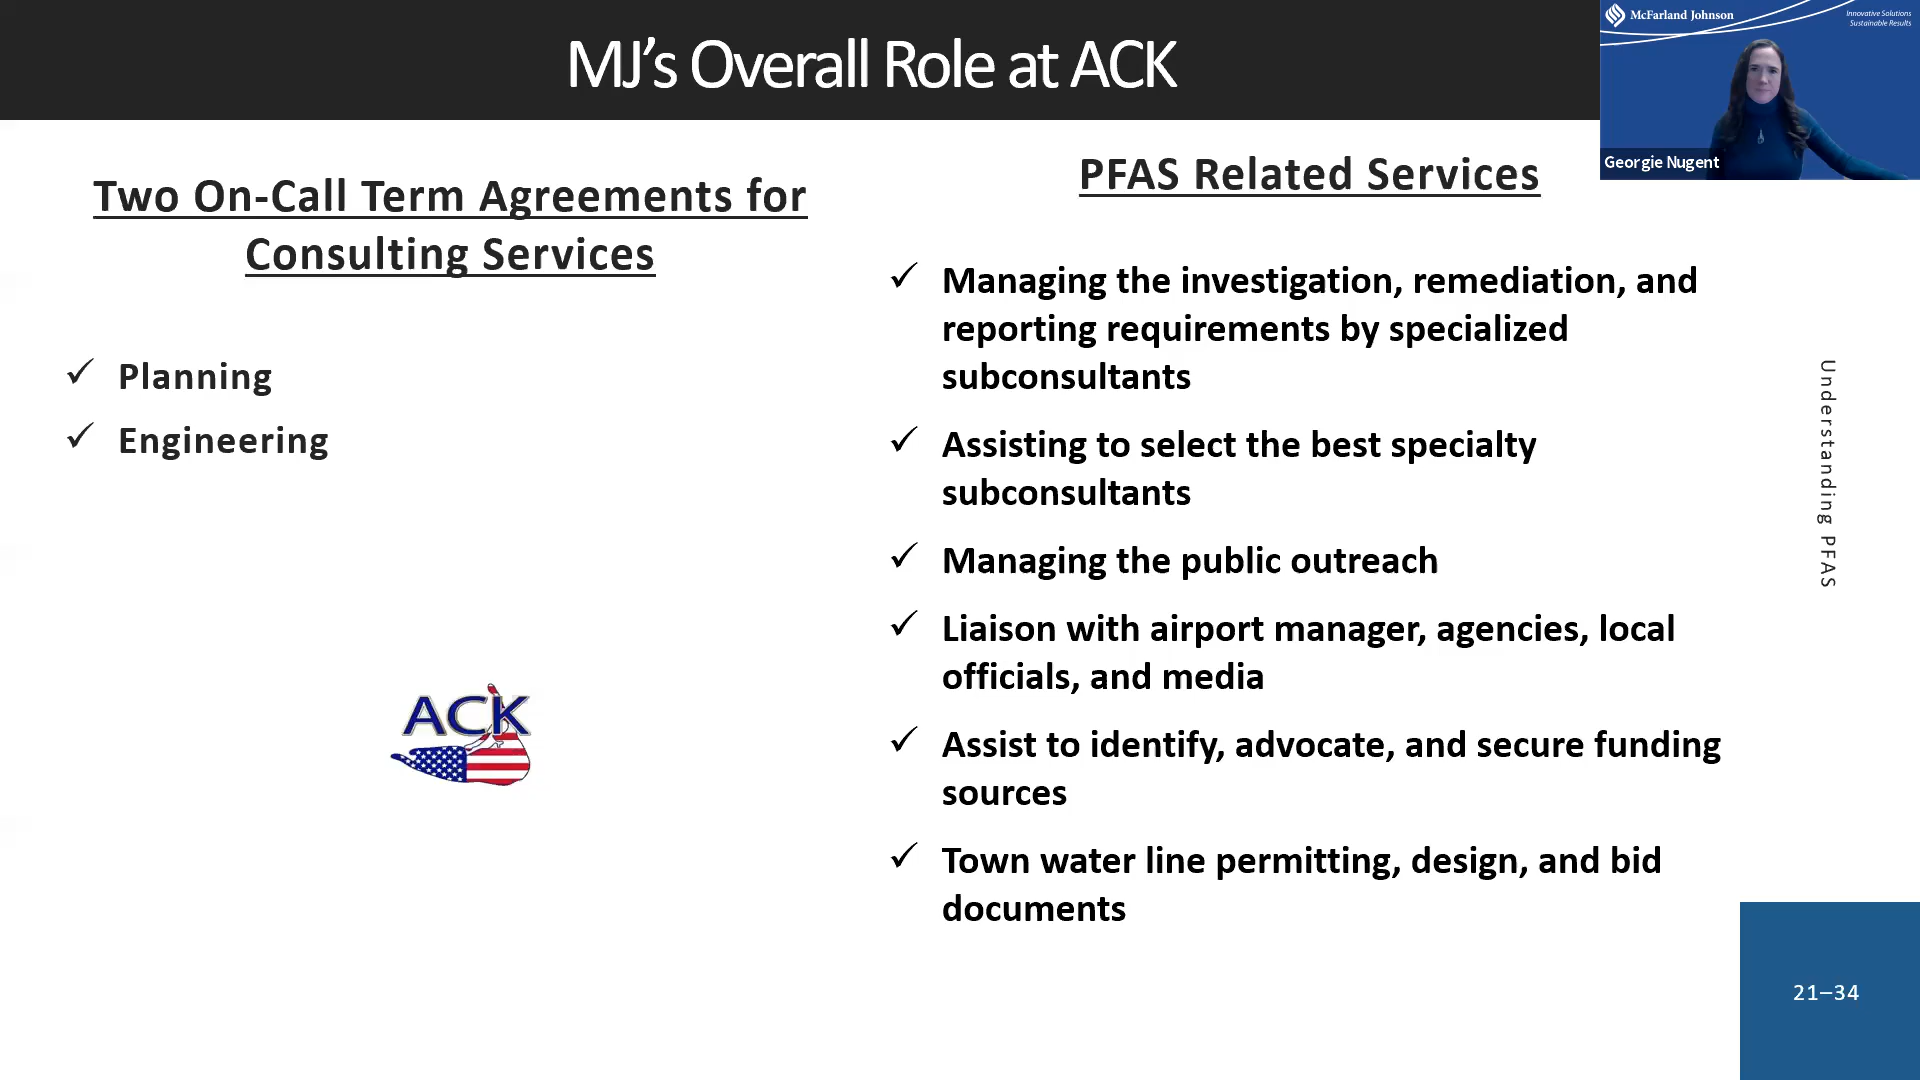 MJ's Overall Role at ACK
McFarland Johnson
Innovative Solutions
Sustainable Results
Georgie Nugent
Two On-Call Term Agreements for
Consulting Services
✓ Planning
✓ Engineering
ACK
PFAS Related Services
✓ Managing the investigation, remediation, and
reporting requirements by specialized
subconsultants
✓ Assisting to select the best specialty
subconsultants
✓ Managing the public outreach
✓ Liaison with airport manager, agencies, local
officials, and media
✓ Assist to identify, advocate, and secure funding
sources
✓ Town water line permitting, design, and bid
documents
Understanding PFAS
21–34